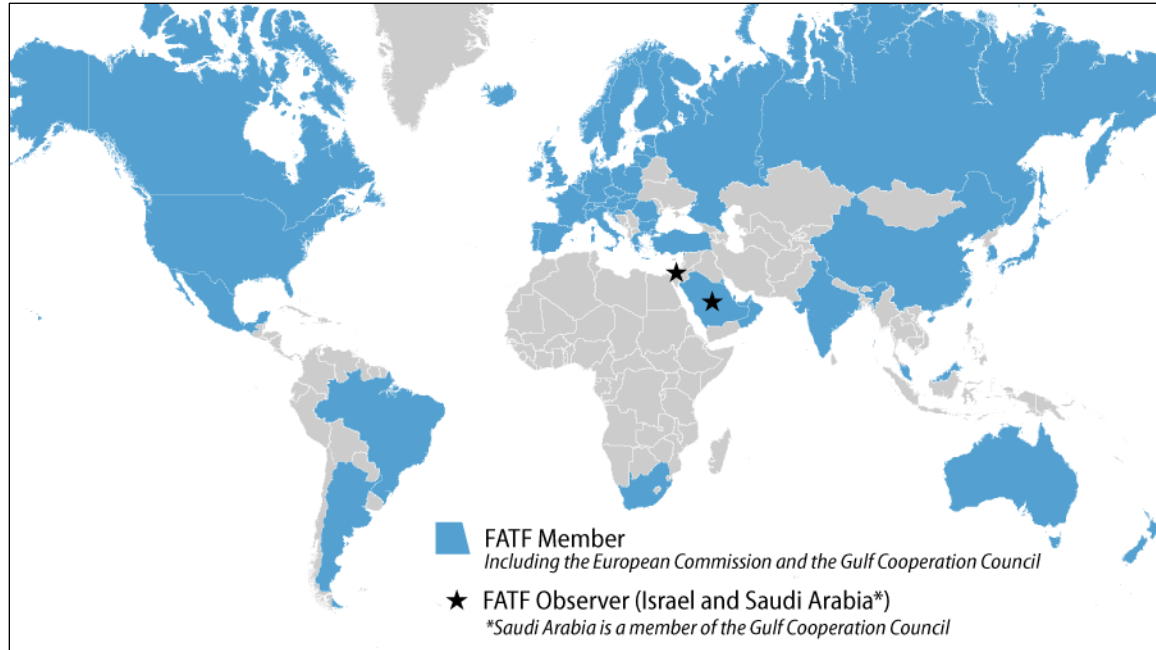 FATF Member
Including the European Commission and the Gulf Cooperation Council
★ FATF Observer (Israel and Saudi Arabia*)
*Saudi Arabia is a member of the Gulf Cooperation Council